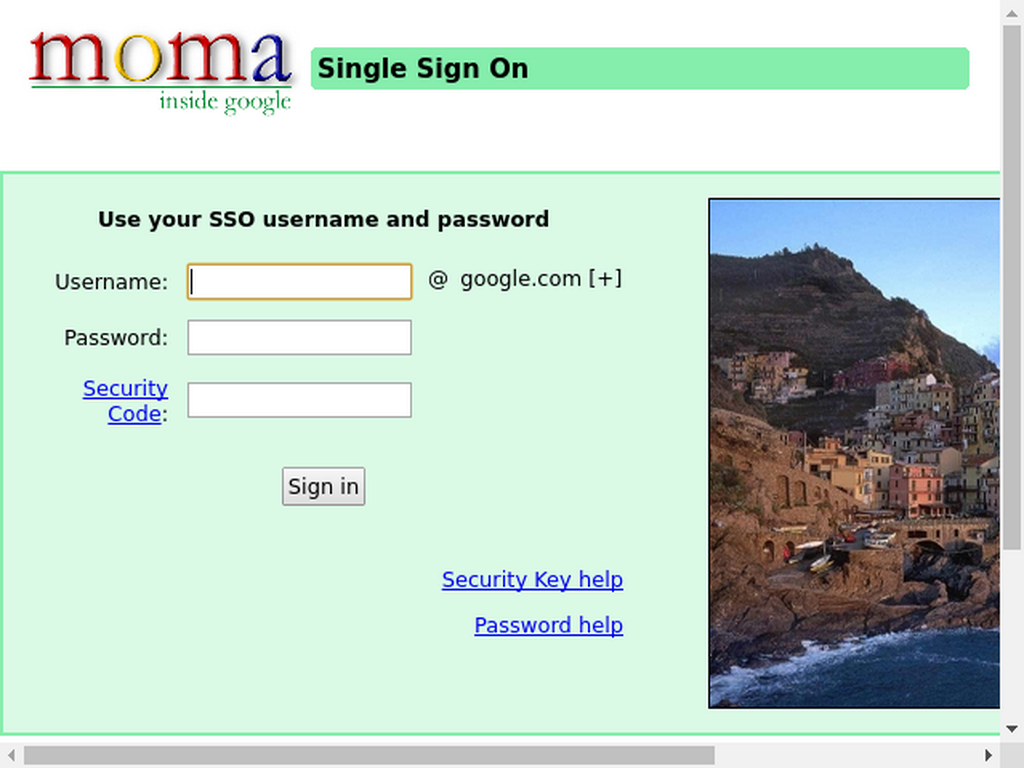 moma
inside google
Single Sign On
Use your SSO username and password
Username:
@ google.com [+]
Password:
Security
Code:
Sign in
Security Key help
Password help